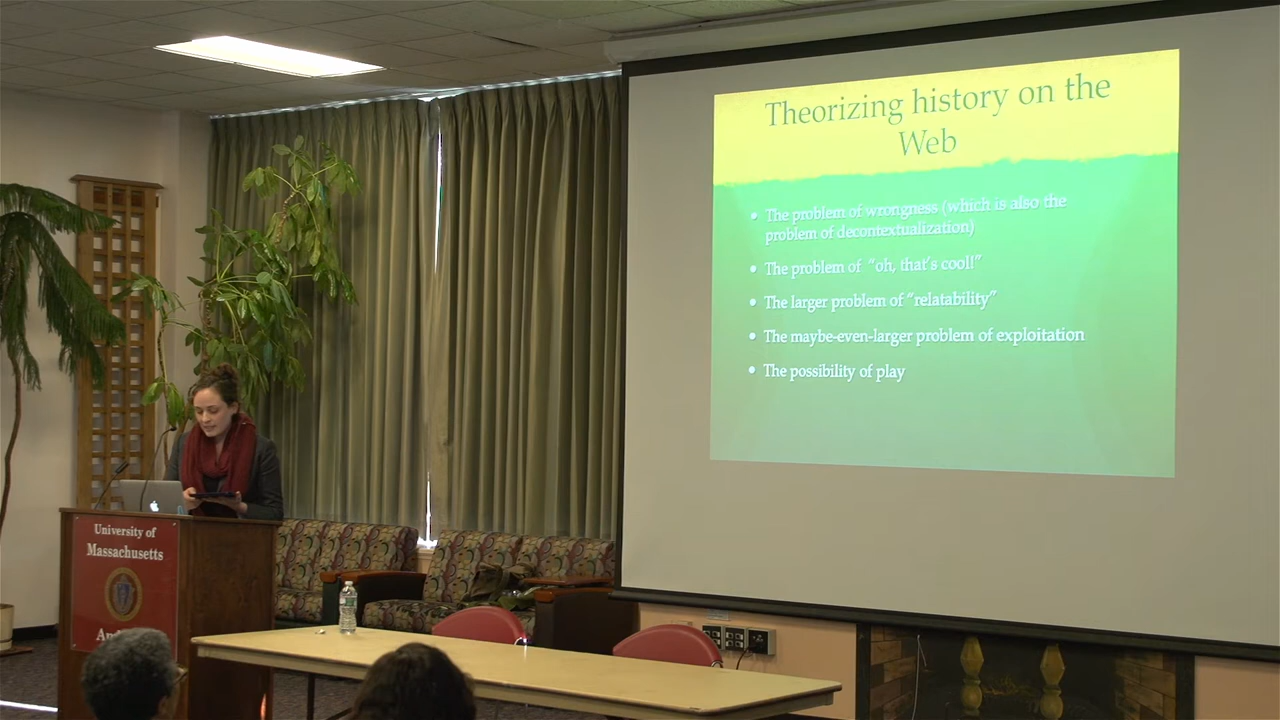 Theorizing history on the
Web
• The problem of wrongness (which is also the
problem of decontextualization)
• The problem of "oh, that's cool!"
• The larger problem of "relatability"
• The maybe-even-larger problem of exploitation
• The possibility of play
University of
Massachusetts